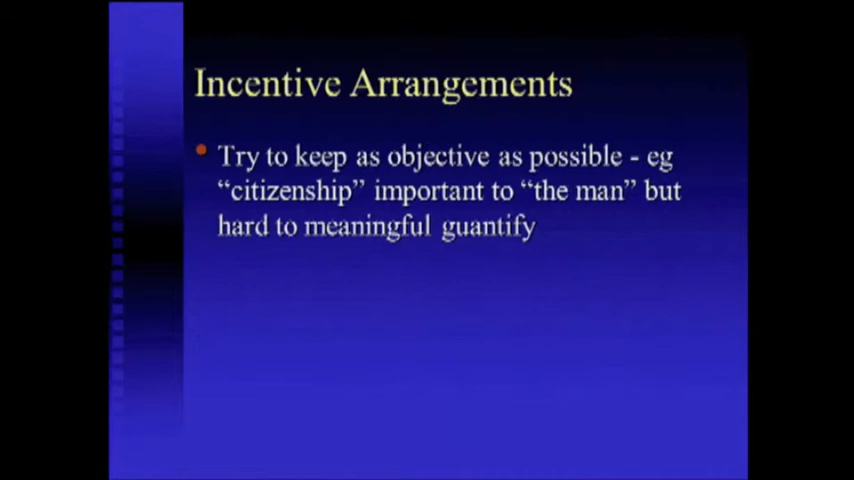 Incentive Arrangements
Try to keep as objective as possible - eg
“citizenship” important to “the man” but
hard to meaningful guantify